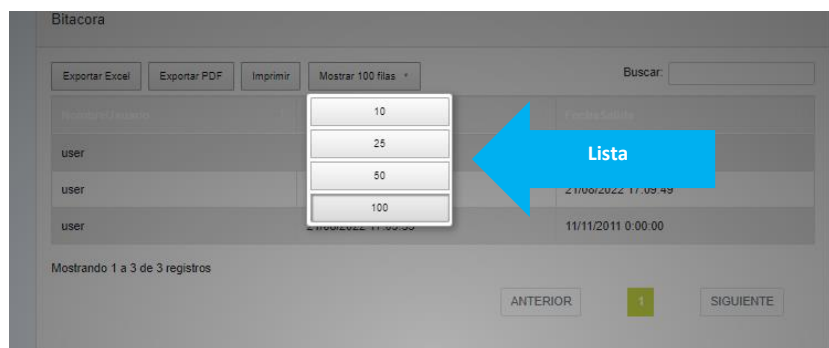 Bitacora
Exportar Excel Exportar PDF Imprimir Mostrar 100 filas Buscar:
10
NombreUsuario FechaSalida
25
user
Lista
50
user 21/08/2022 17:09:49
100
user 11/11/2011 0:00:00
Mostrando 1 a 3 de 3 registros
ANTERIOR 1 SIGUIENTE